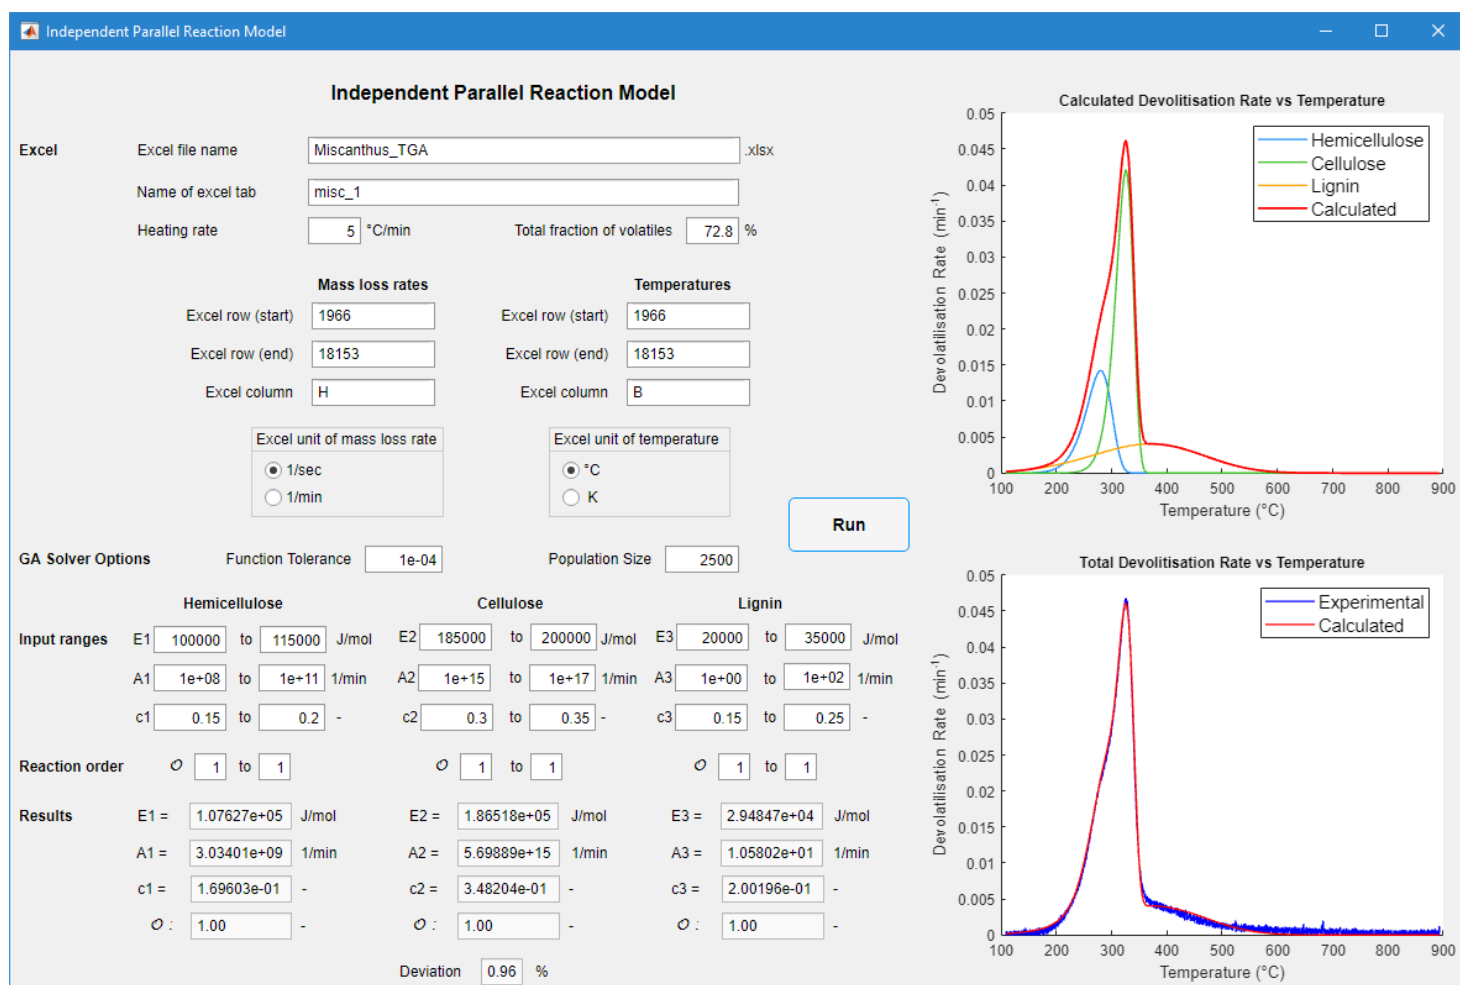 Independent Parallel Reaction Model
Independent Parallel Reaction Model
Excel
Excel file name Miscanthus_TGA .xlsx
Name of excel tab misc_1
Heating rate 5 °C/min Total fraction of volatiles 72.8 %
Mass loss rates Temperatures
Excel row (start) 1966 Excel row (start) 1966
Excel row (end) 18153 Excel row (end) 18153
Excel column H Excel column B
Excel unit of mass loss rate Excel unit of temperature
1/sec °C
1/min K
Run
GA Solver Options Function Tolerance 1e-04 Population Size 2500
Hemicellulose Cellulose Lignin
Input ranges E1 100000 to 115000 J/mol E2 185000 to 200000 J/mol E3 20000 to 35000 J/mol
A1 1e+08 to 1e+11 1/min A2 1e+15 to 1e+17 1/min A3 1e+00 to 1e+02 1/min
c1 0.15 to 0.2 - c2 0.3 to 0.35 - c3 0.15 to 0.25 -
Reaction order O 1 to 1 O 1 to 1 O 1 to 1
Results E1 = 1.07627e+05 J/mol E2 = 1.86518e+05 J/mol E3 = 2.94847e+04 J/mol
A1 = 3.03401e+09 1/min A2 = 5.69889e+15 1/min A3 = 1.05802e+01 1/min
c1 = 1.69603e-01 - c2 = 3.48204e-01 - c3 = 2.00196e-01 -
O : 1.00 - O : 1.00 - O : 1.00 -
Deviation 0.96 %
Calculated Devolitisation Rate vs Temperature
Devolatilisation Rate (min⁻¹)
0.05
0.045
0.04
0.035
0.03
0.025
0.02
0.015
0.01
0.005
0
Hemicellulose
Cellulose
Lignin
Calculated
100 200 300 400 500 600 700 800 900
Temperature (°C)
Total Devolitisation Rate vs Temperature
Devolatilisation Rate (min⁻¹)
0.05
0.045
0.04
0.035
0.03
0.025
0.02
0.015
0.01
0.005
0
Experimental
Calculated
100 200 300 400 500 600 700 800 900
Temperature (°C)